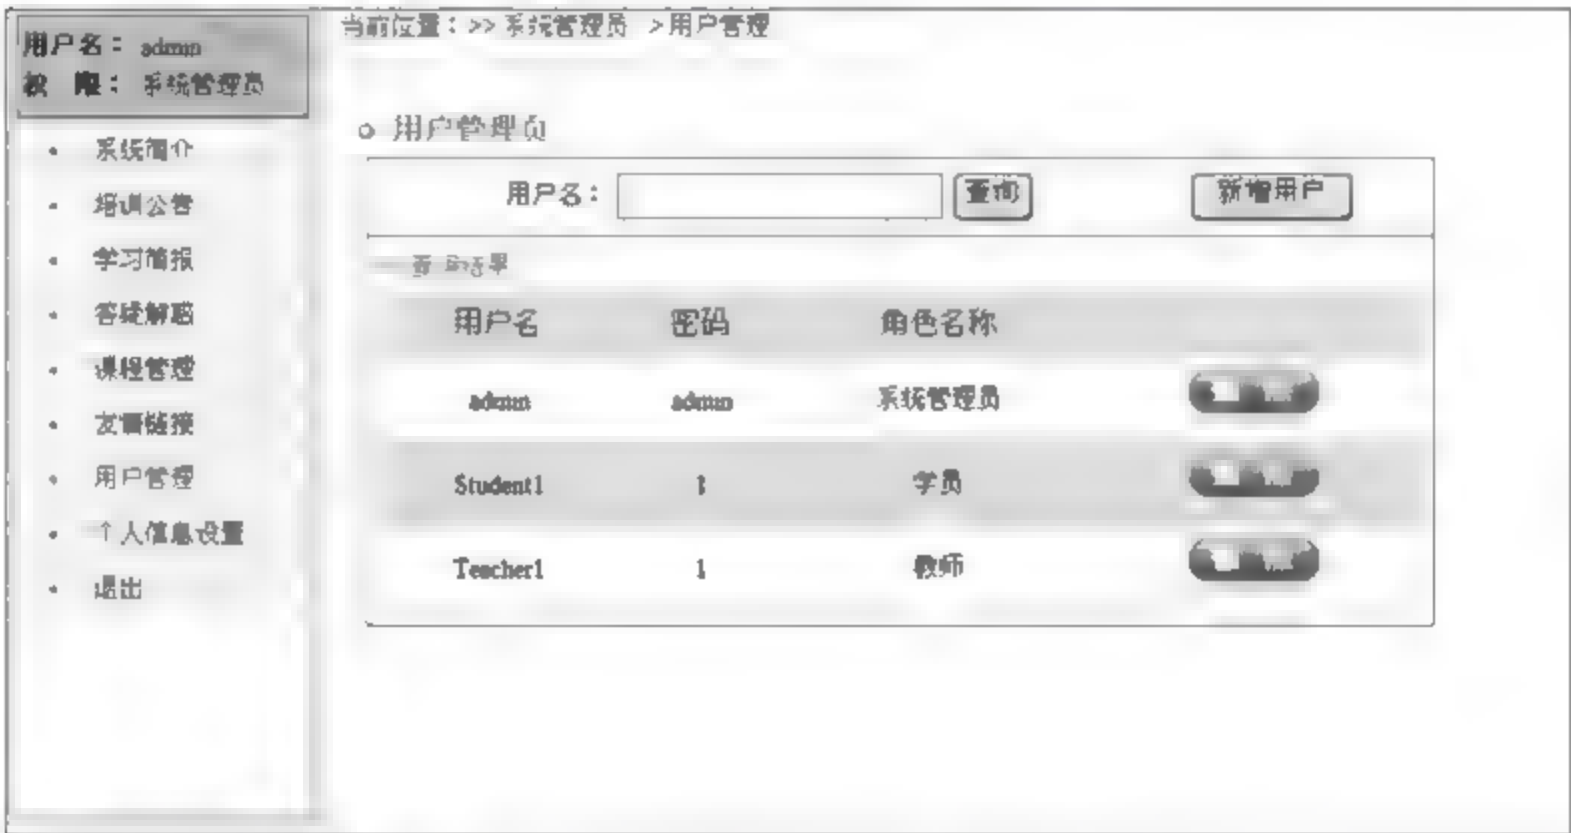 用户名： admin
权 限： 系统管理员
系统简介
培训公告
学习简报
答疑解惑
课程管理
友情链接
用户管理
个人信息设置
退出
当前位置：>> 系统管理员 >用户管理
用户管理页
用户名： 查询 新增用户
查询结果
用户名 密码 角色名称
admin admin 系统管理员
Student1 1 学员
Teacher1 1 教师